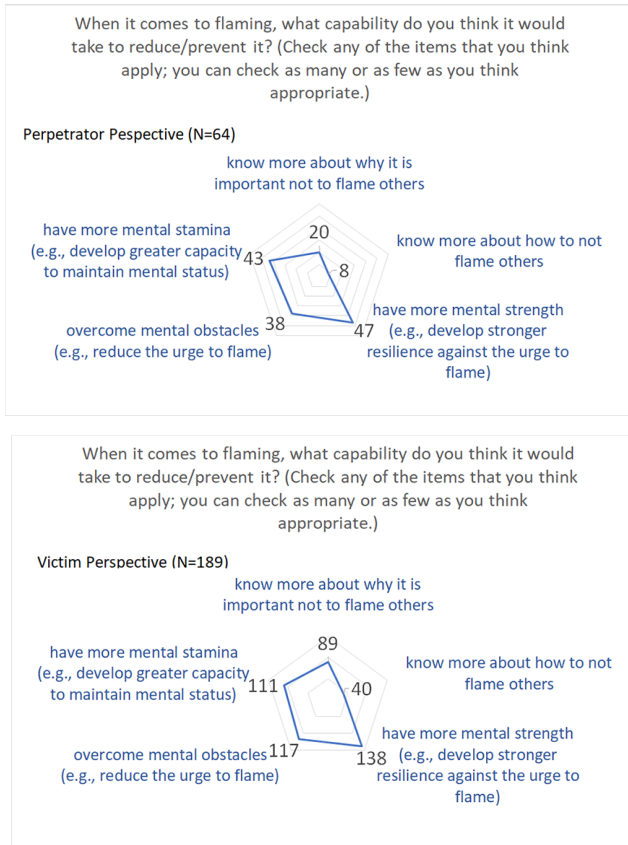 When it comes to flaming, what capability do you think it would
take to reduce/prevent it? (Check any of the items that you think
apply; you can check as many or as few as you think
appropriate.)
Perpetrator Pespective (N=64)
know more about why it is
important not to flame others
20
have more mental stamina
(e.g., develop greater capacity
to maintain mental status)
43
know more about how to not
flame others
8
overcome mental obstacles
(e.g., reduce the urge to flame)
38
47
have more mental strength
(e.g., develop stronger
resilience against the urge to
flame)
When it comes to flaming, what capability do you think it would
take to reduce/prevent it? (Check any of the items that you think
apply; you can check as many or as few as you think
appropriate.)
Victim Perspective (N=189)
know more about why it is
important not to flame others
89
have more mental stamina
(e.g., develop greater capacity
to maintain mental status)
111
know more about how to not
flame others
40
overcome mental obstacles
(e.g., reduce the urge to flame)
117
138
have more mental strength
(e.g., develop stronger
resilience against the urge to
flame)